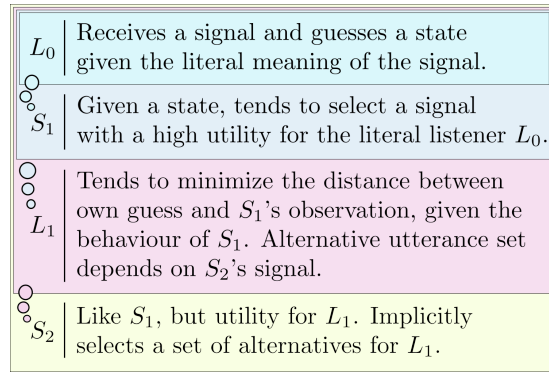 L₀ Receives a signal and guesses a state
given the literal meaning of the signal.
S₁ Given a state, tends to select a signal
with a high utility for the literal listener L₀.
L₁ Tends to minimize the distance between
own guess and S₁'s observation, given the
behaviour of S₁. Alternative utterance set
depends on S₂'s signal.
S₂ Like S₁, but utility for L₁. Implicitly
selects a set of alternatives for L₁.